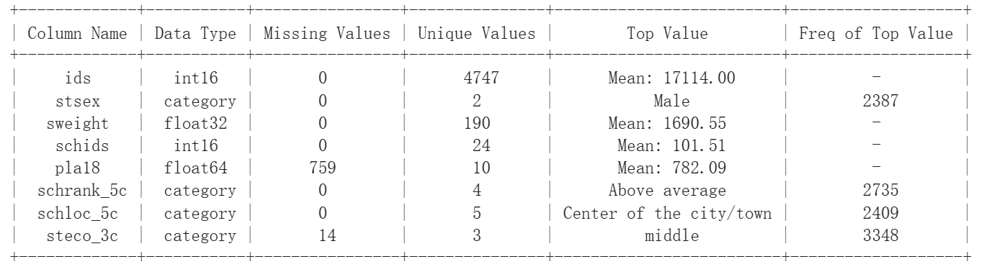 +-------------+-----------+----------------+---------------+-------------------------+-------------------+
| Column Name | Data Type | Missing Values | Unique Values | Top Value | Freq of Top Value |
+-------------+-----------+----------------+---------------+-------------------------+-------------------+
| ids | int16 | 0 | 4747 | Mean: 17114.00 | - |
| stsex | category | 0 | 2 | Male | 2387 |
| sweight | float32 | 0 | 190 | Mean: 1690.55 | - |
| schids | int16 | 0 | 24 | Mean: 101.51 | - |
| pla18 | float64 | 759 | 10 | Mean: 782.09 | - |
| schrank_5c | category | 0 | 4 | Above average | 2735 |
| schloc_5c | category | 0 | 5 | Center of the city/town | 2409 |
| steco_3c | category | 14 | 3 | middle | 3348 |
+-------------+-----------+----------------+---------------+-------------------------+-------------------+